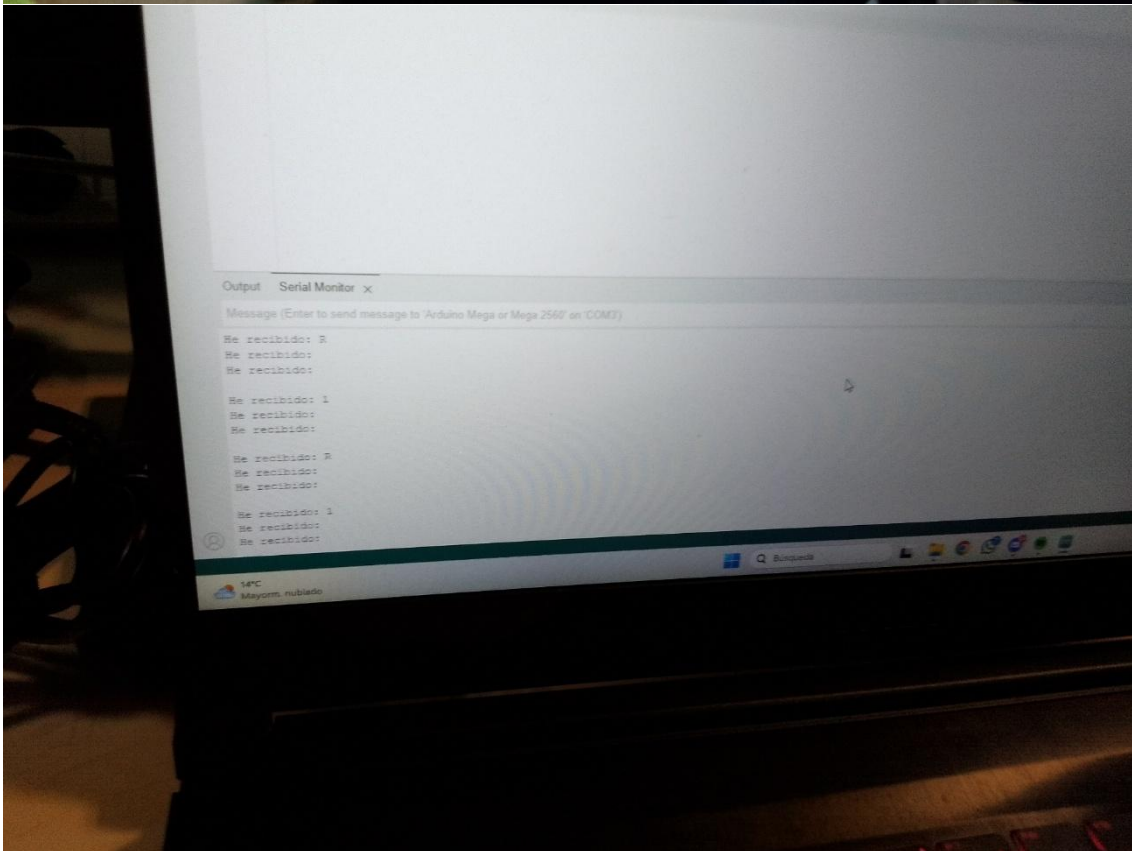 Output Serial Monitor x
Message (Enter to send message to 'Arduino Mega or Mega 2560' on 'COM3')
He recibido: R
He recibido:
He recibido:
He recibido: l
He recibido:
He recibido:
He recibido: R
He recibido:
He recibido:
He recibido: l
He recibido:
He recibido:
Búsqueda
14°C
Mayorm. nublado